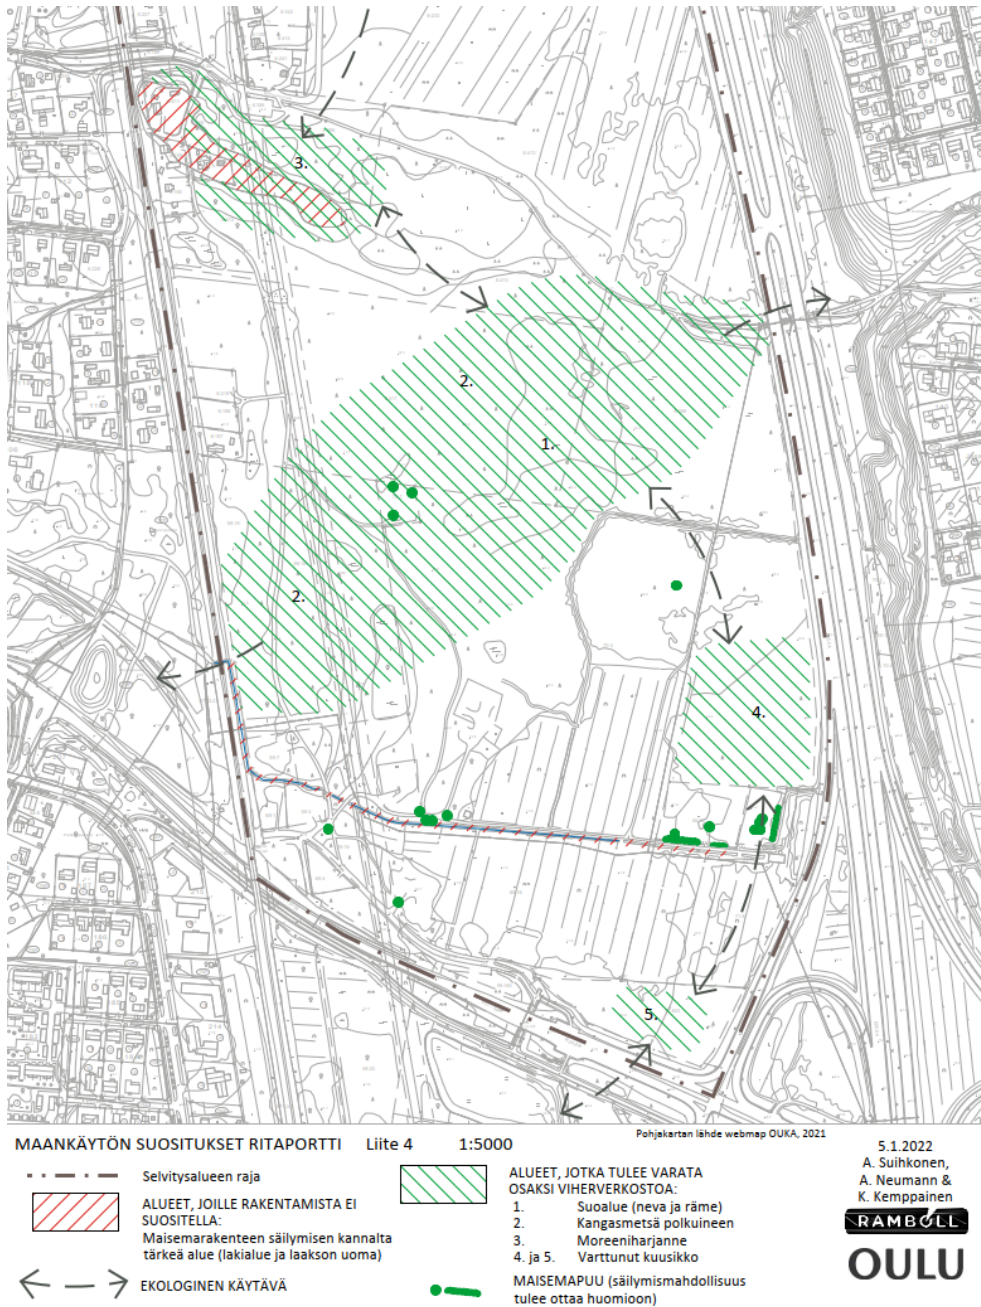 3.
2.
1.
2.
4.
5.
Pohjakartan lähde webmap OUKA, 2021
MAANKÄYTÖN SUOSITUKSET RITAPORTTI Liite 4 1:5000
5.1.2022
A. Suihkonen,
A. Neumann &
K. Kemppainen
RAMBOLL
OULU
Selvitysalueen raja
ALUEET, JOILLE RAKENTAMISTA EI
SUOSITELLA:
Maisemarakenteen säilymisen kannalta
tärkeä alue (lakialue ja laakson uoma)
EKOLOGINEN KÄYTÄVÄ
ALUEET, JOTKA TULEE VARATA
OSAKSI VIHERVERKOSTOA:
1. Suoalue (neva ja räme)
2. Kangasmetsä polkuineen
3. Moreeniharjanne
4. ja 5. Varttunut kuusikko
MAISEMAPUU (säilymismahdollisuus
tulee ottaa huomioon)